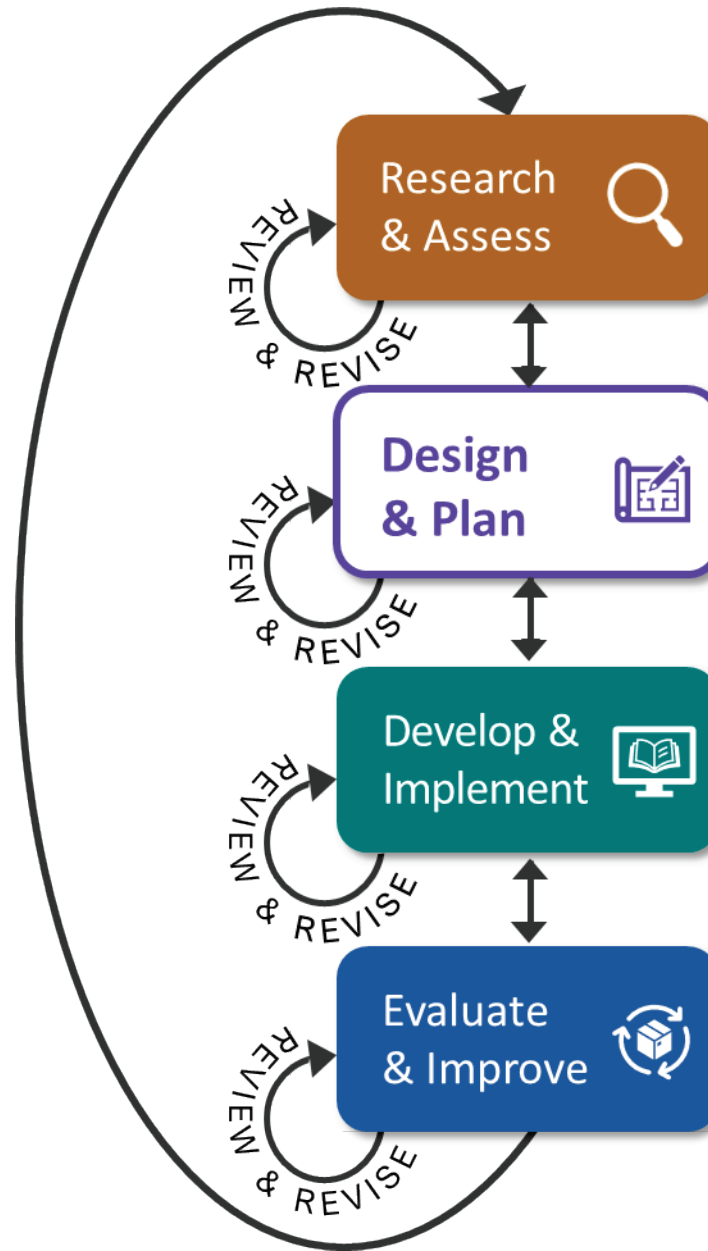 Research
& Assess
REVIEW & REVISE
Design
& Plan
REVIEW & REVISE
Develop &
Implement
REVIEW & REVISE
Evaluate
& Improve
REVIEW & REVISE